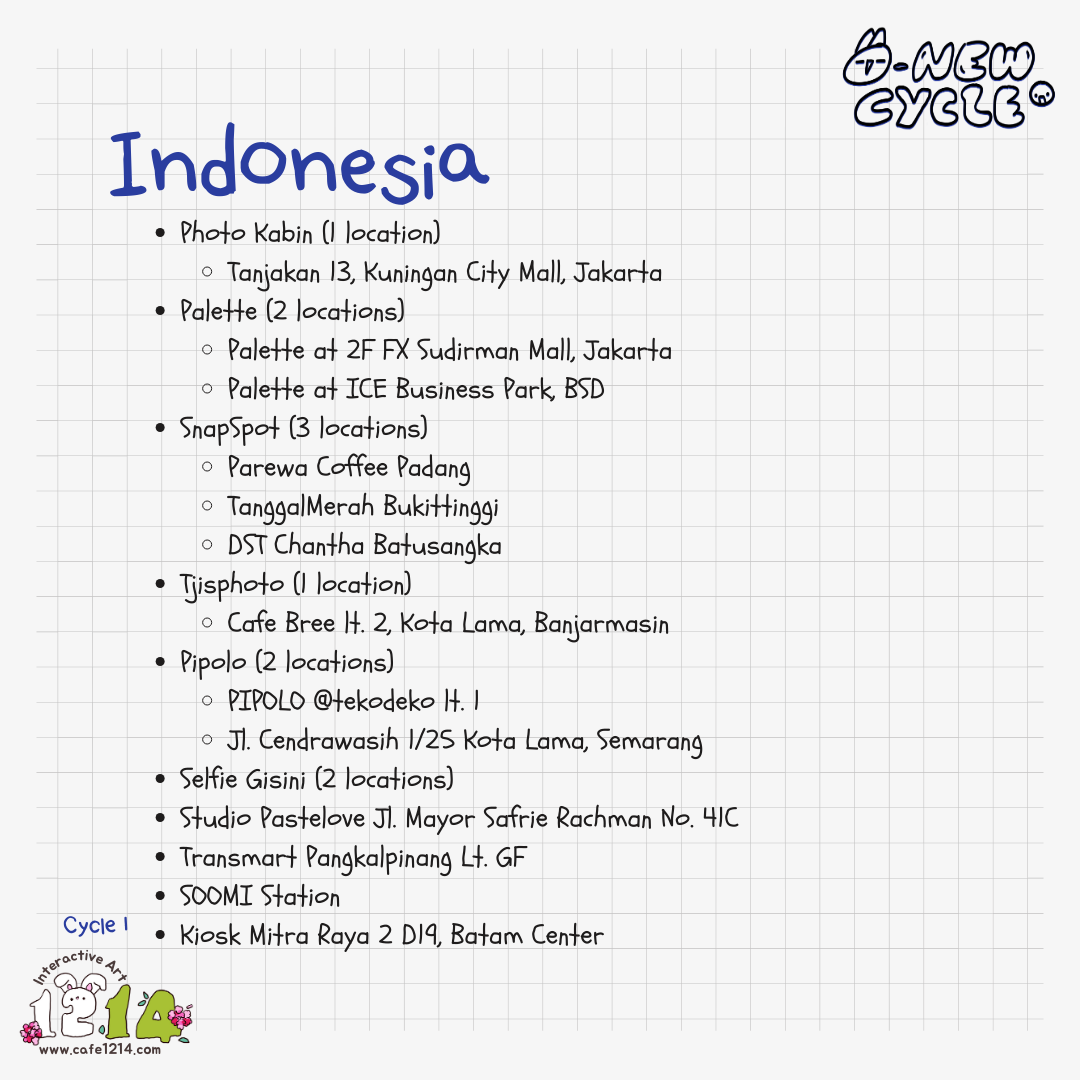 -NEW
CYCLE
Indonesia
• Photo Kabin (1 location)
○ Tanjakan 13, Kuningan City Mall, Jakarta
• Palette (2 locations)
○ Palette at 2F FX Sudirman Mall, Jakarta
○ Palette at ICE Business Park, BSD
• SnapSpot (3 locations)
○ Parewa Coffee Padang
○ TanggalMerah Bukittinggi
○ DST Chantha Batusangka
• Tjisphoto (1 location)
○ Cafe Bree lt. 2, Kota Lama, Banjarmasin
• Pipolo (2 locations)
○ PIPOLO @tekodeko lt. 1
○ Jl. Cendrawasih 1/25 Kota Lama, Semarang
• Selfie Gisini (2 locations)
• Studio Pastelove Jl. Mayor Safrie Rachman No. 41C
• Transmart Pangkalpinang Lt. GF
• SOOMI Station
• Kiosk Mitra Raya 2 D19, Batam Center
Cycle 1
Interactive Art
1214
www.cafe1214.com